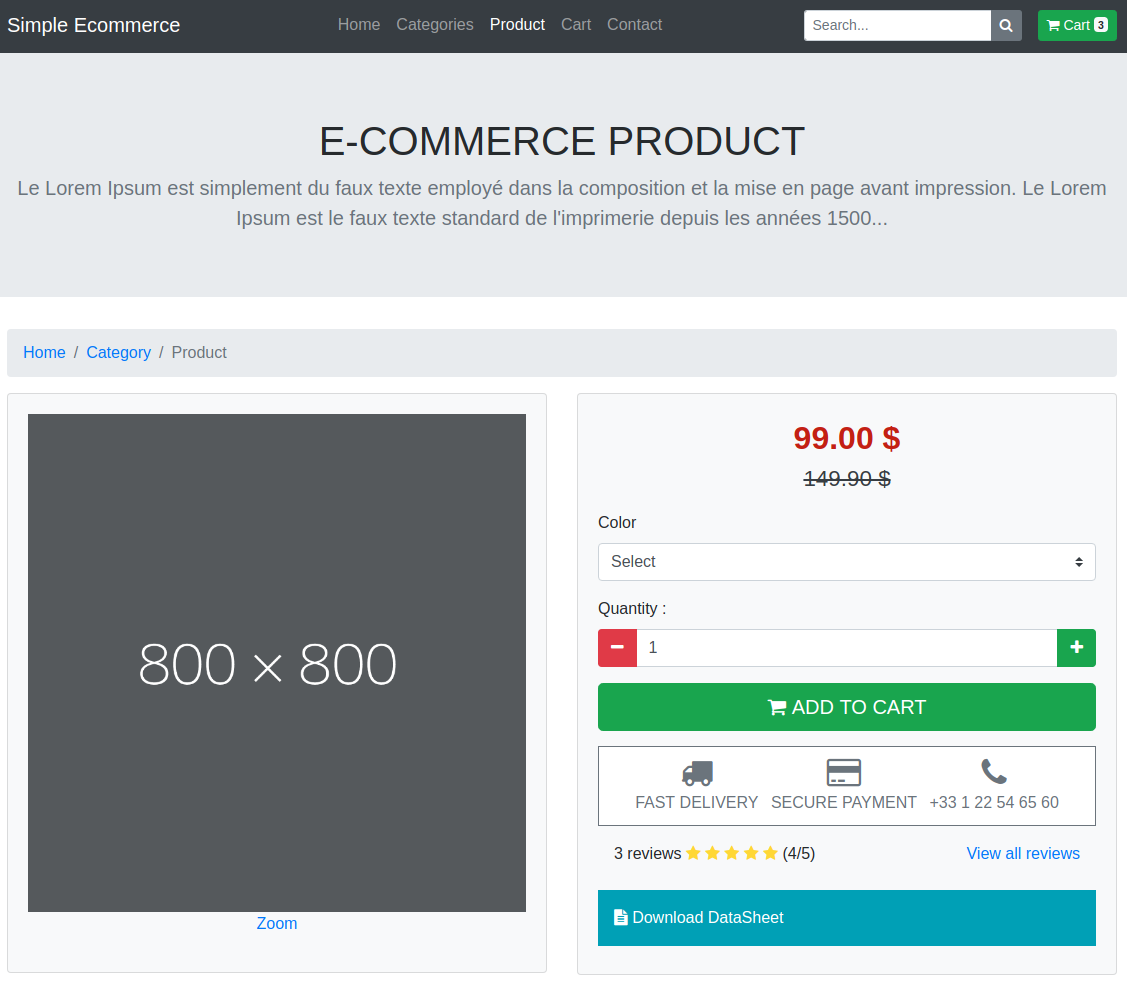 Simple Ecommerce Home Categories Product Cart Contact Search... Cart 3
E-COMMERCE PRODUCT
Le Lorem Ipsum est simplement du faux texte employé dans la composition et la mise en page avant impression. Le Lorem
Ipsum est le faux texte standard de l'imprimerie depuis les années 1500...
Home / Category / Product
800 × 800
Zoom
99.00 $
149.90 $
Color
Select
Quantity :
1
ADD TO CART
FAST DELIVERY SECURE PAYMENT +33 1 22 54 65 60
3 reviews (4/5) View all reviews
Download DataSheet